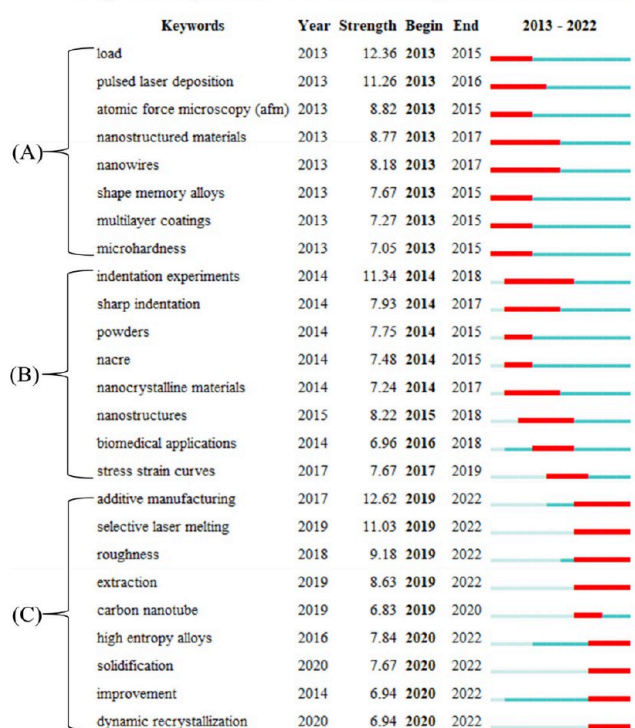 Keywords Year Strength Begin End 2013 - 2022
load 2013 12.36 2013 2015
pulsed laser deposition 2013 11.26 2013 2016
atomic force microscopy (afm) 2013 8.82 2013 2015
nanostructured materials 2013 8.77 2013 2017
(A)
nanowires 2013 8.18 2013 2017
shape memory alloys 2013 7.67 2013 2015
multilayer coatings 2013 7.27 2013 2015
microhardness 2013 7.05 2013 2015
indentation experiments 2014 11.34 2014 2018
sharp indentation 2014 7.93 2014 2017
powders 2014 7.75 2014 2015
nacre 2014 7.48 2014 2015
(B)
nanocrystalline materials 2014 7.24 2014 2017
nanostructures 2015 8.22 2015 2018
biomedical applications 2014 6.96 2016 2018
stress strain curves 2017 7.67 2017 2019
additive manufacturing 2017 12.62 2019 2022
selective laser melting 2019 11.03 2019 2022
roughness 2018 9.18 2019 2022
extraction 2019 8.63 2019 2022
(C)
carbon nanotube 2019 6.83 2019 2020
high entropy alloys 2016 7.84 2020 2022
solidification 2020 7.67 2020 2022
improvement 2014 6.94 2020 2022
dynamic recrystallization 2020 6.94 2020 2022